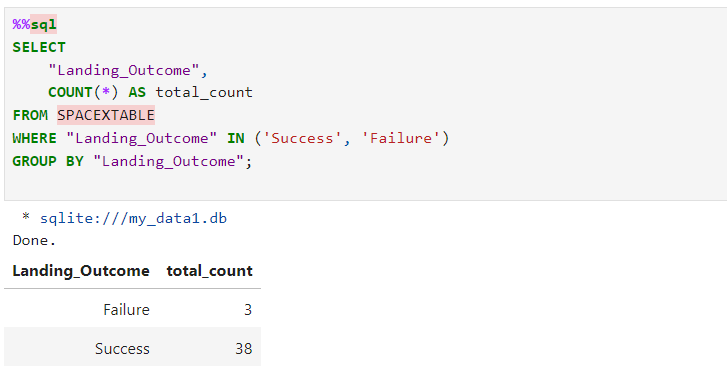 %%sql
SELECT
"Landing_Outcome",
COUNT(*) AS total_count
FROM SPACEXTABLE
WHERE "Landing_Outcome" IN ('Success', 'Failure')
GROUP BY "Landing_Outcome";
* sqlite:///my_data1.db
Done.
Landing_Outcome total_count
Failure 3
Success 38